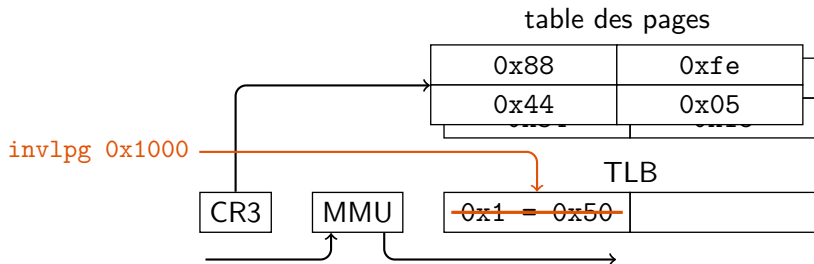 table des pages
0x88 0xfe
0x44 0x05
invlpg 0x1000
TLB
CR3 MMU 0x1 = 0x50